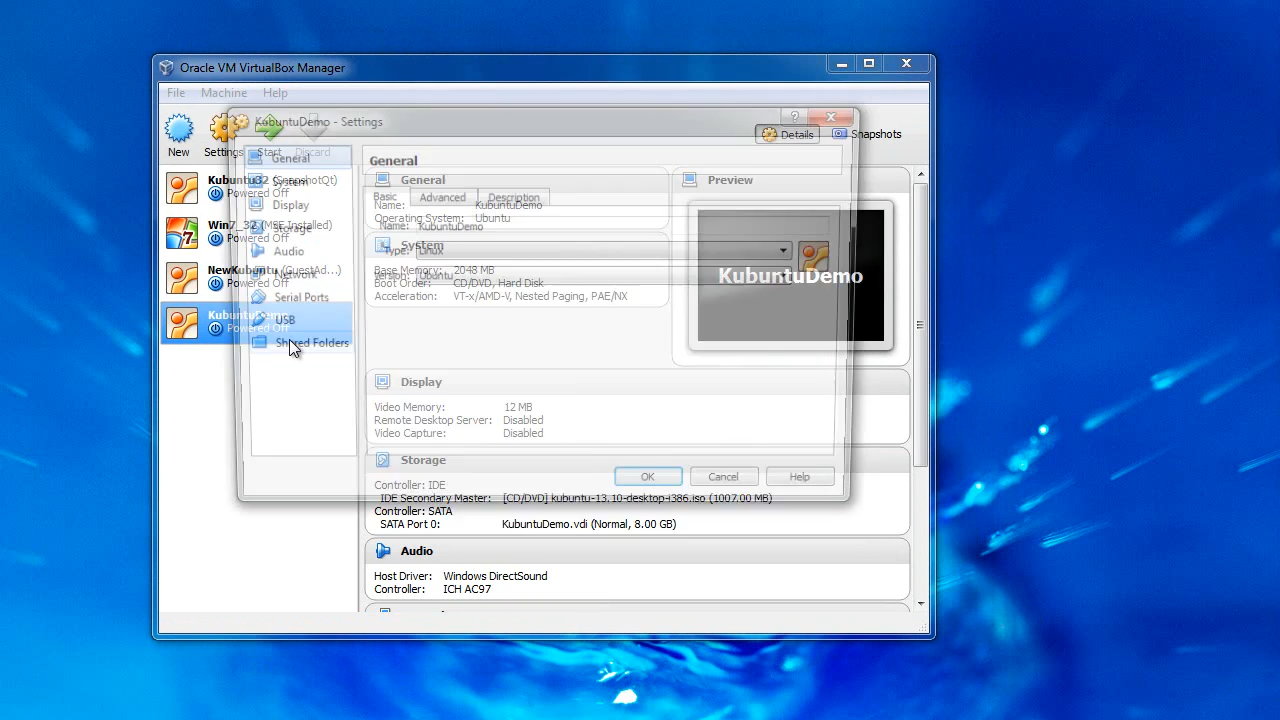 Oracle VM VirtualBox Manager
File Machine Help
KubuntuDemo - Settings
New Settings Start Discard
Details Snapshots
Kubuntu32 (SnapshotQt)
Powered Off
Win7_32 (MSE Installed)
Powered Off
NewKubuntu (GuestAd...)
Powered Off
KubuntuDemo
Powered Off
General
System
Display
Storage
Audio
Network
Serial Ports
USB
Shared Folders
General
Basic Advanced Description
Name: KubuntuDemo
Type: Linux
Version: Ubuntu
OK Cancel Help
General
Name: KubuntuDemo
Operating System: Ubuntu
System
Base Memory: 2048 MB
Boot Order: CD/DVD, Hard Disk
Acceleration: VT-x/AMD-V, Nested Paging, PAE/NX
Preview
KubuntuDemo
Display
Video Memory: 12 MB
Remote Desktop Server: Disabled
Video Capture: Disabled
Storage
Controller: IDE
IDE Secondary Master: [CD/DVD] kubuntu-13.10-desktop-i386.iso (1007.00 MB)
Controller: SATA
SATA Port 0: KubuntuDemo.vdi (Normal, 8.00 GB)
Audio
Host Driver: Windows DirectSound
Controller: ICH AC97